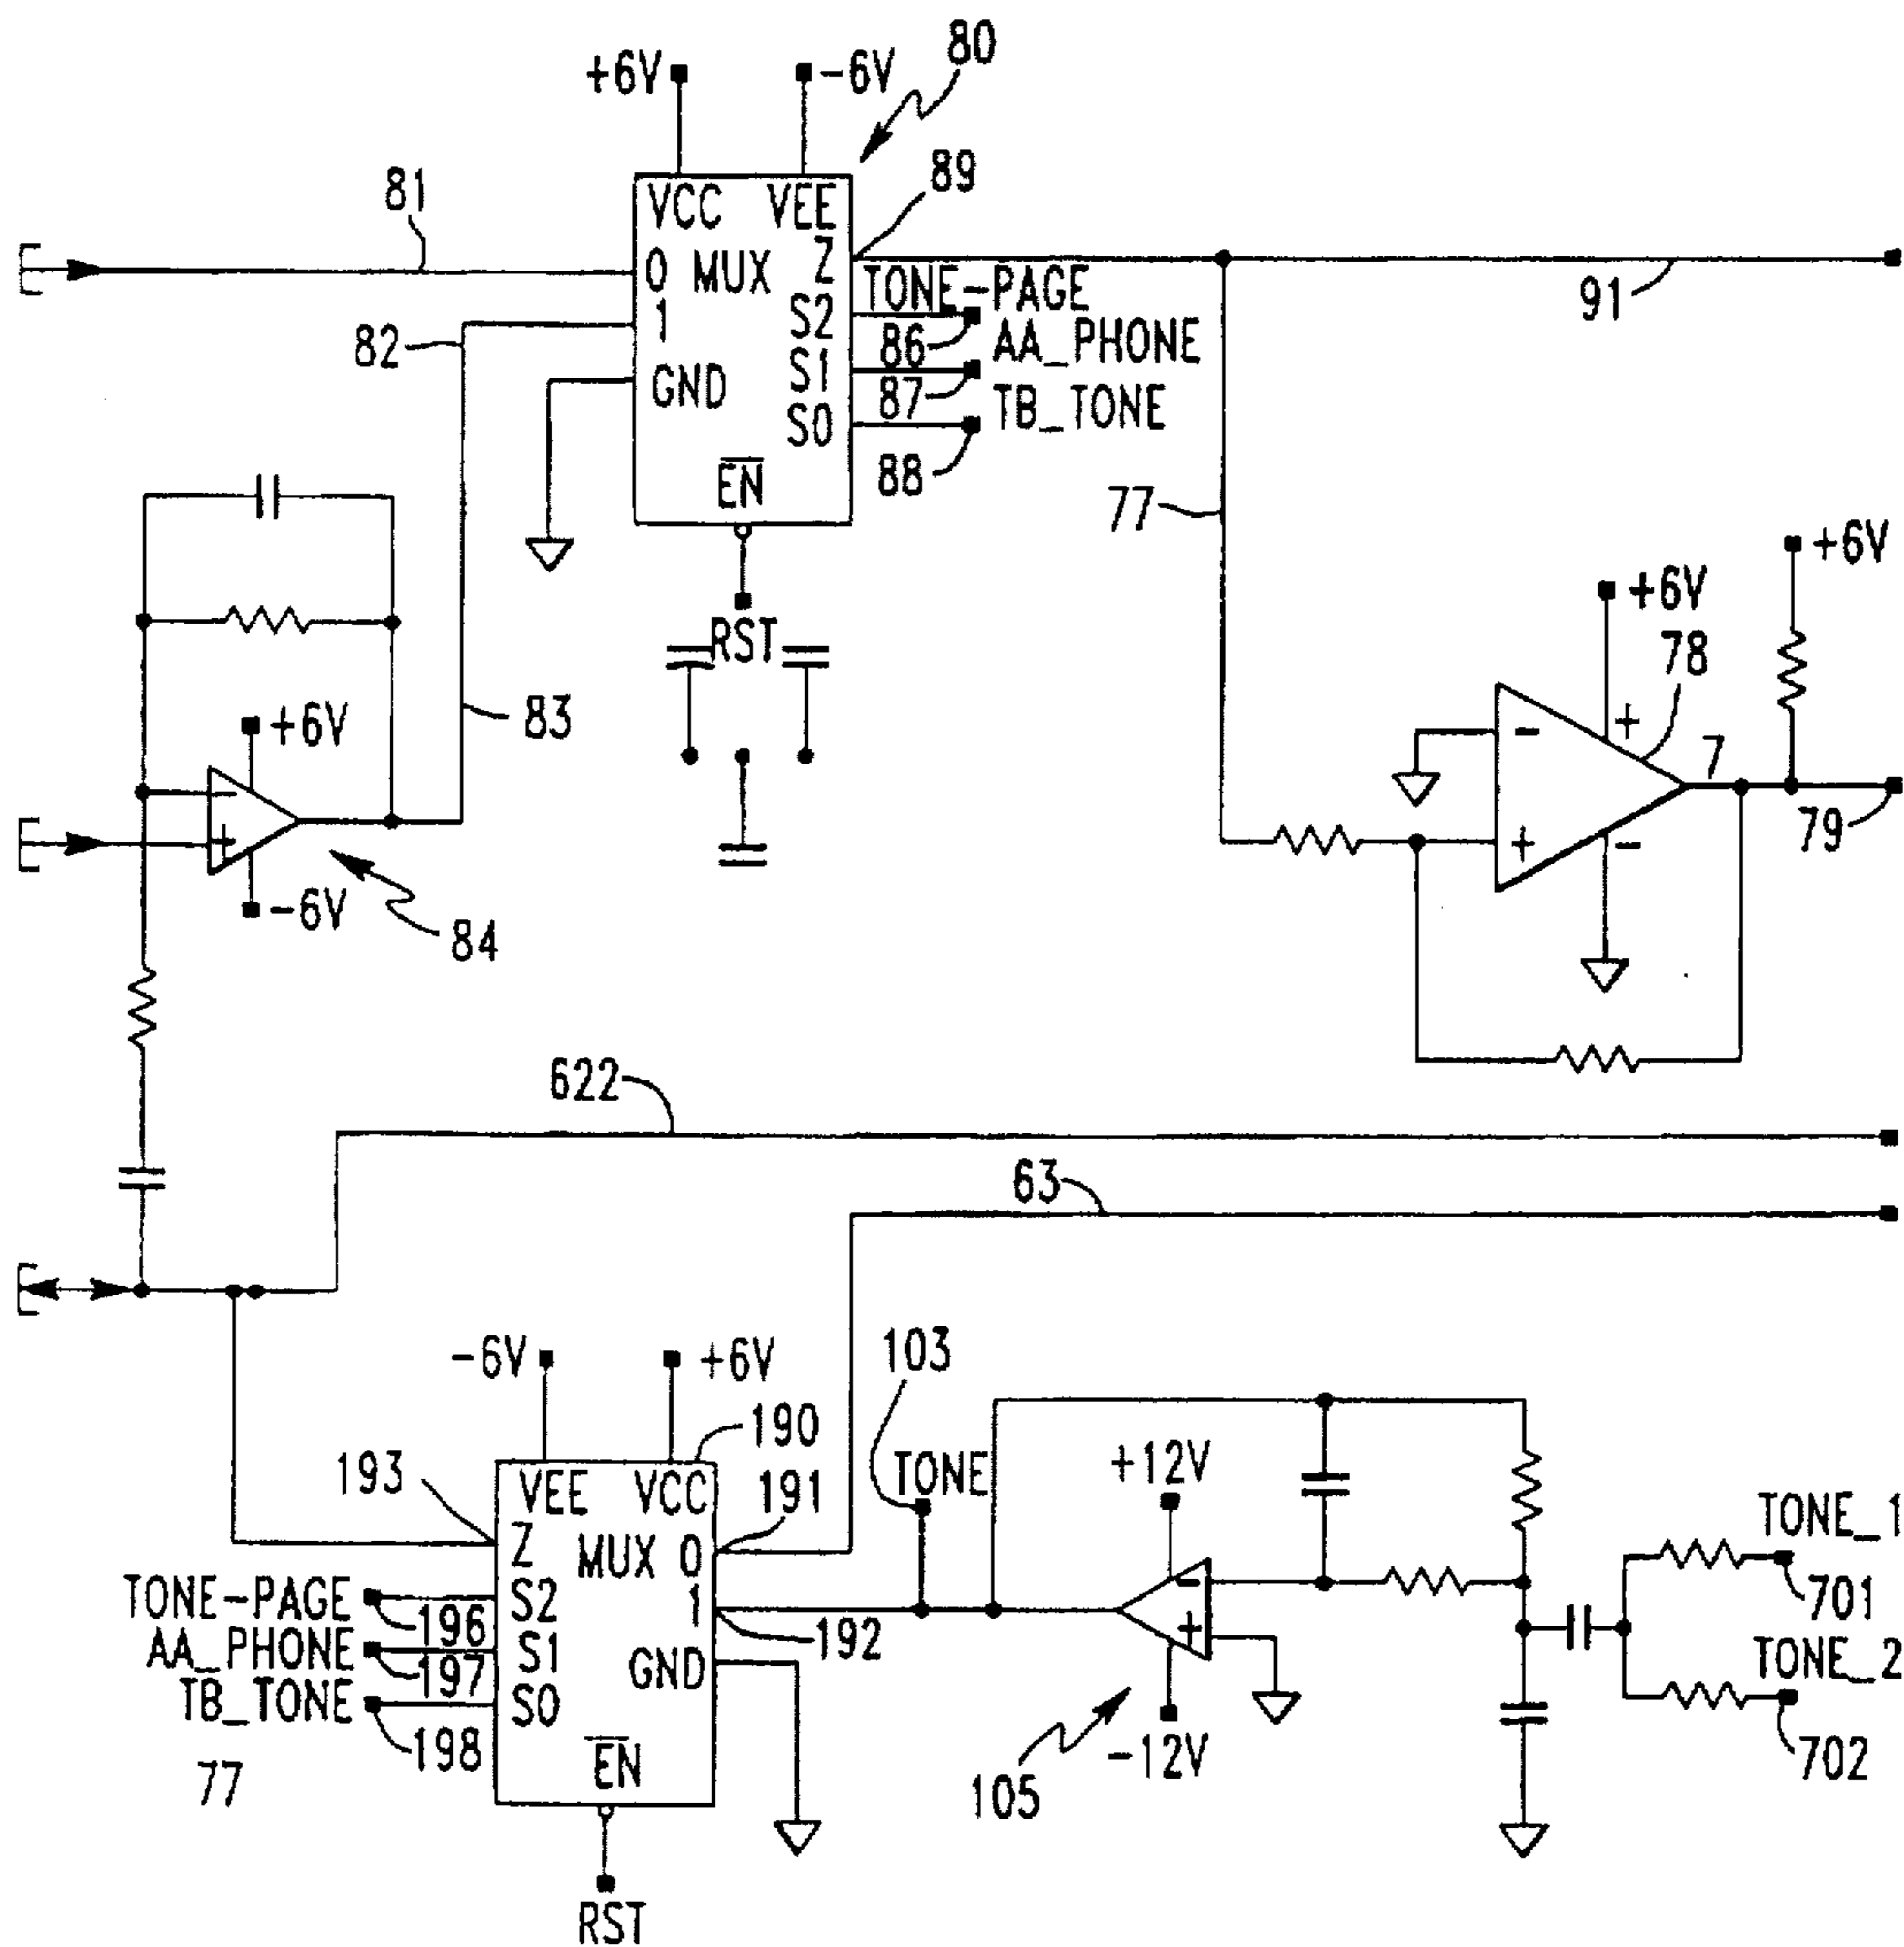 80
+6V
-6V
89
81
VCC VEE
0 MUX Z
TONE-PAGE
91
1
S2
82
86
AA_PHONE
S1
GND
87
TB_TONE
S0
88
EN
77
+6V
RST
+6V
78
83
+6V
-
+
7
-
+
79
+
-
-6V
84
622
63
-6V
+6V
103
190
TONE
+12V
193
191
VEE VCC
TONE_1
Z MUX 0
-
TONE-PAGE
196
S2
1
701
192
+
AA_PHONE
197
S1
TONE_2
GND
TB_TONE
S0
198
-12V
702
77
EN
105
RST